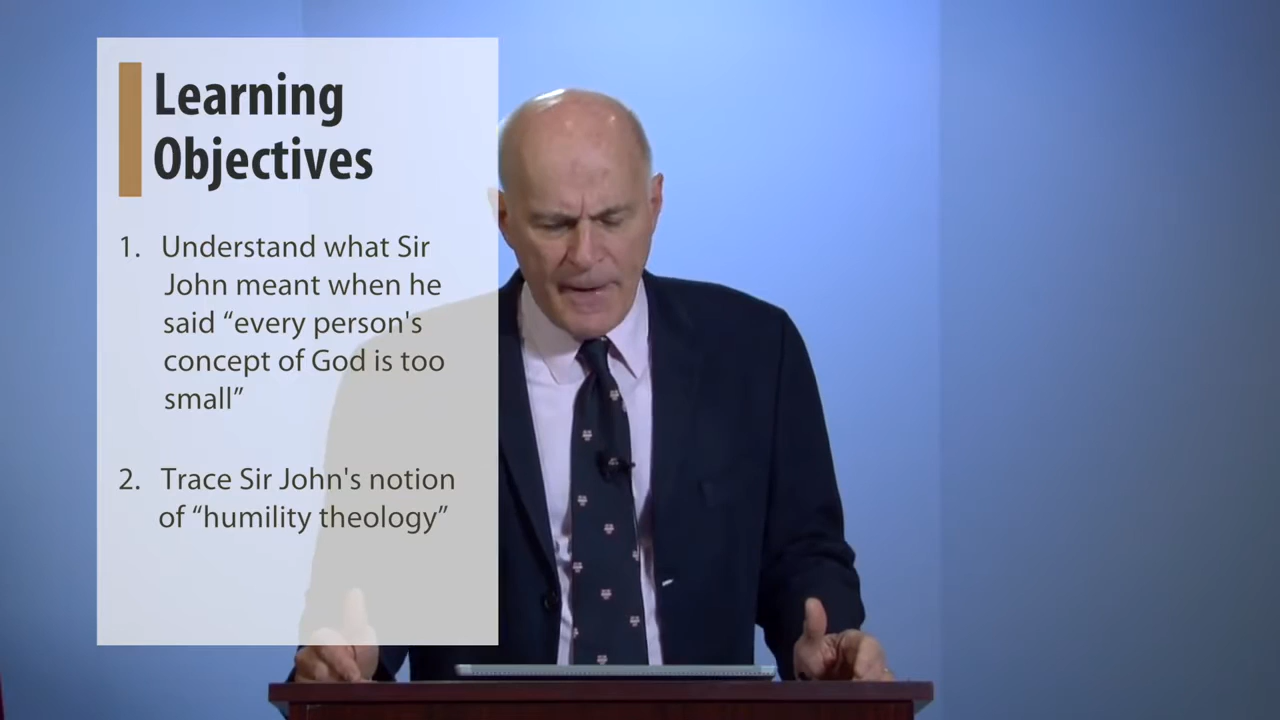 Learning
Objectives
1. Understand what Sir
John meant when he
said “every person's
concept of God is too
small”
2. Trace Sir John's notion
of “humility theology”